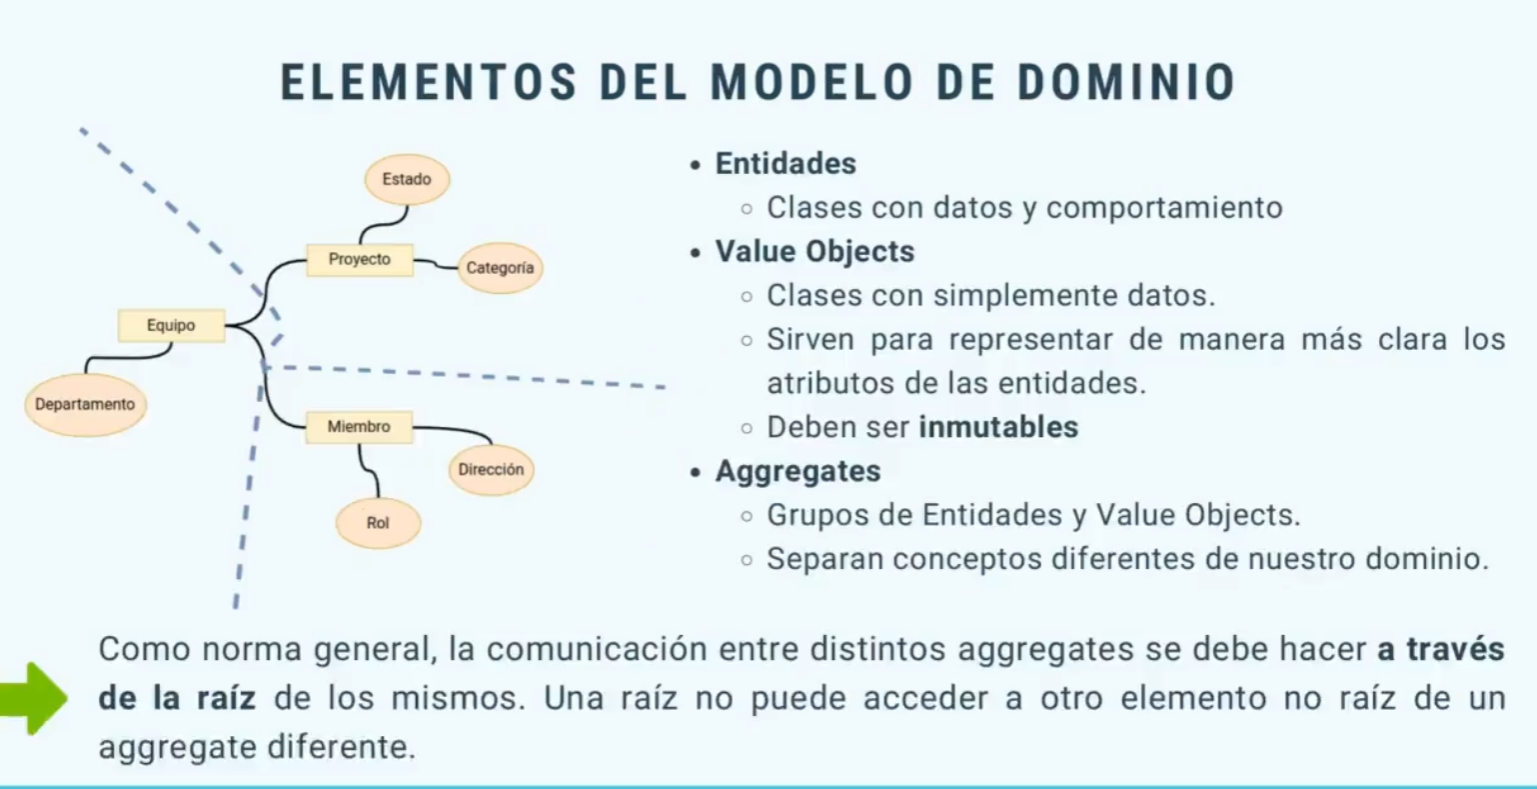 ELEMENTOS DEL MODELO DE DOMINIO
Estado
Proyecto
Categoría
Equipo
Departamento
Miembro
Dirección
Rol
• Entidades
○ Clases con datos y comportamiento
• Value Objects
○ Clases con simplemente datos.
○ Sirven para representar de manera más clara los
atributos de las entidades.
○ Deben ser inmutables
• Aggregates
○ Grupos de Entidades y Value Objects.
○ Separan conceptos diferentes de nuestro dominio.
Como norma general, la comunicación entre distintos aggregates se debe hacer a través
de la raíz de los mismos. Una raíz no puede acceder a otro elemento no raíz de un
aggregate diferente.